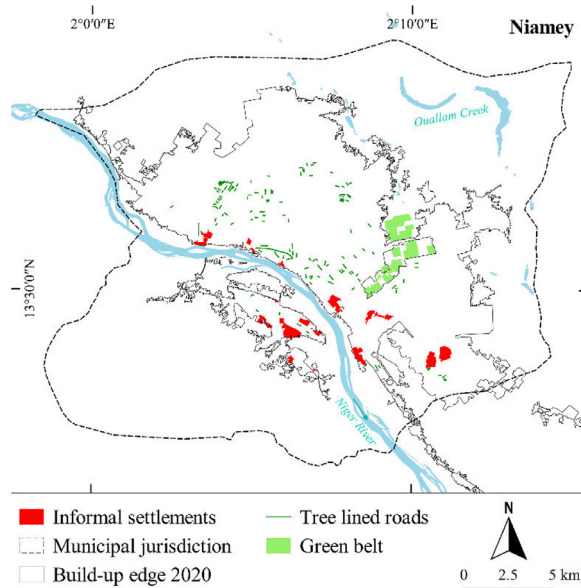 2°0'0"E
2°10'0"E
Niamey
Ouallam Creek
13°30'0"N
Niger River
Informal settlements
Tree lined roads
Municipal jurisdiction
Green belt
Build-up edge 2020
N
0 2.5 5 km